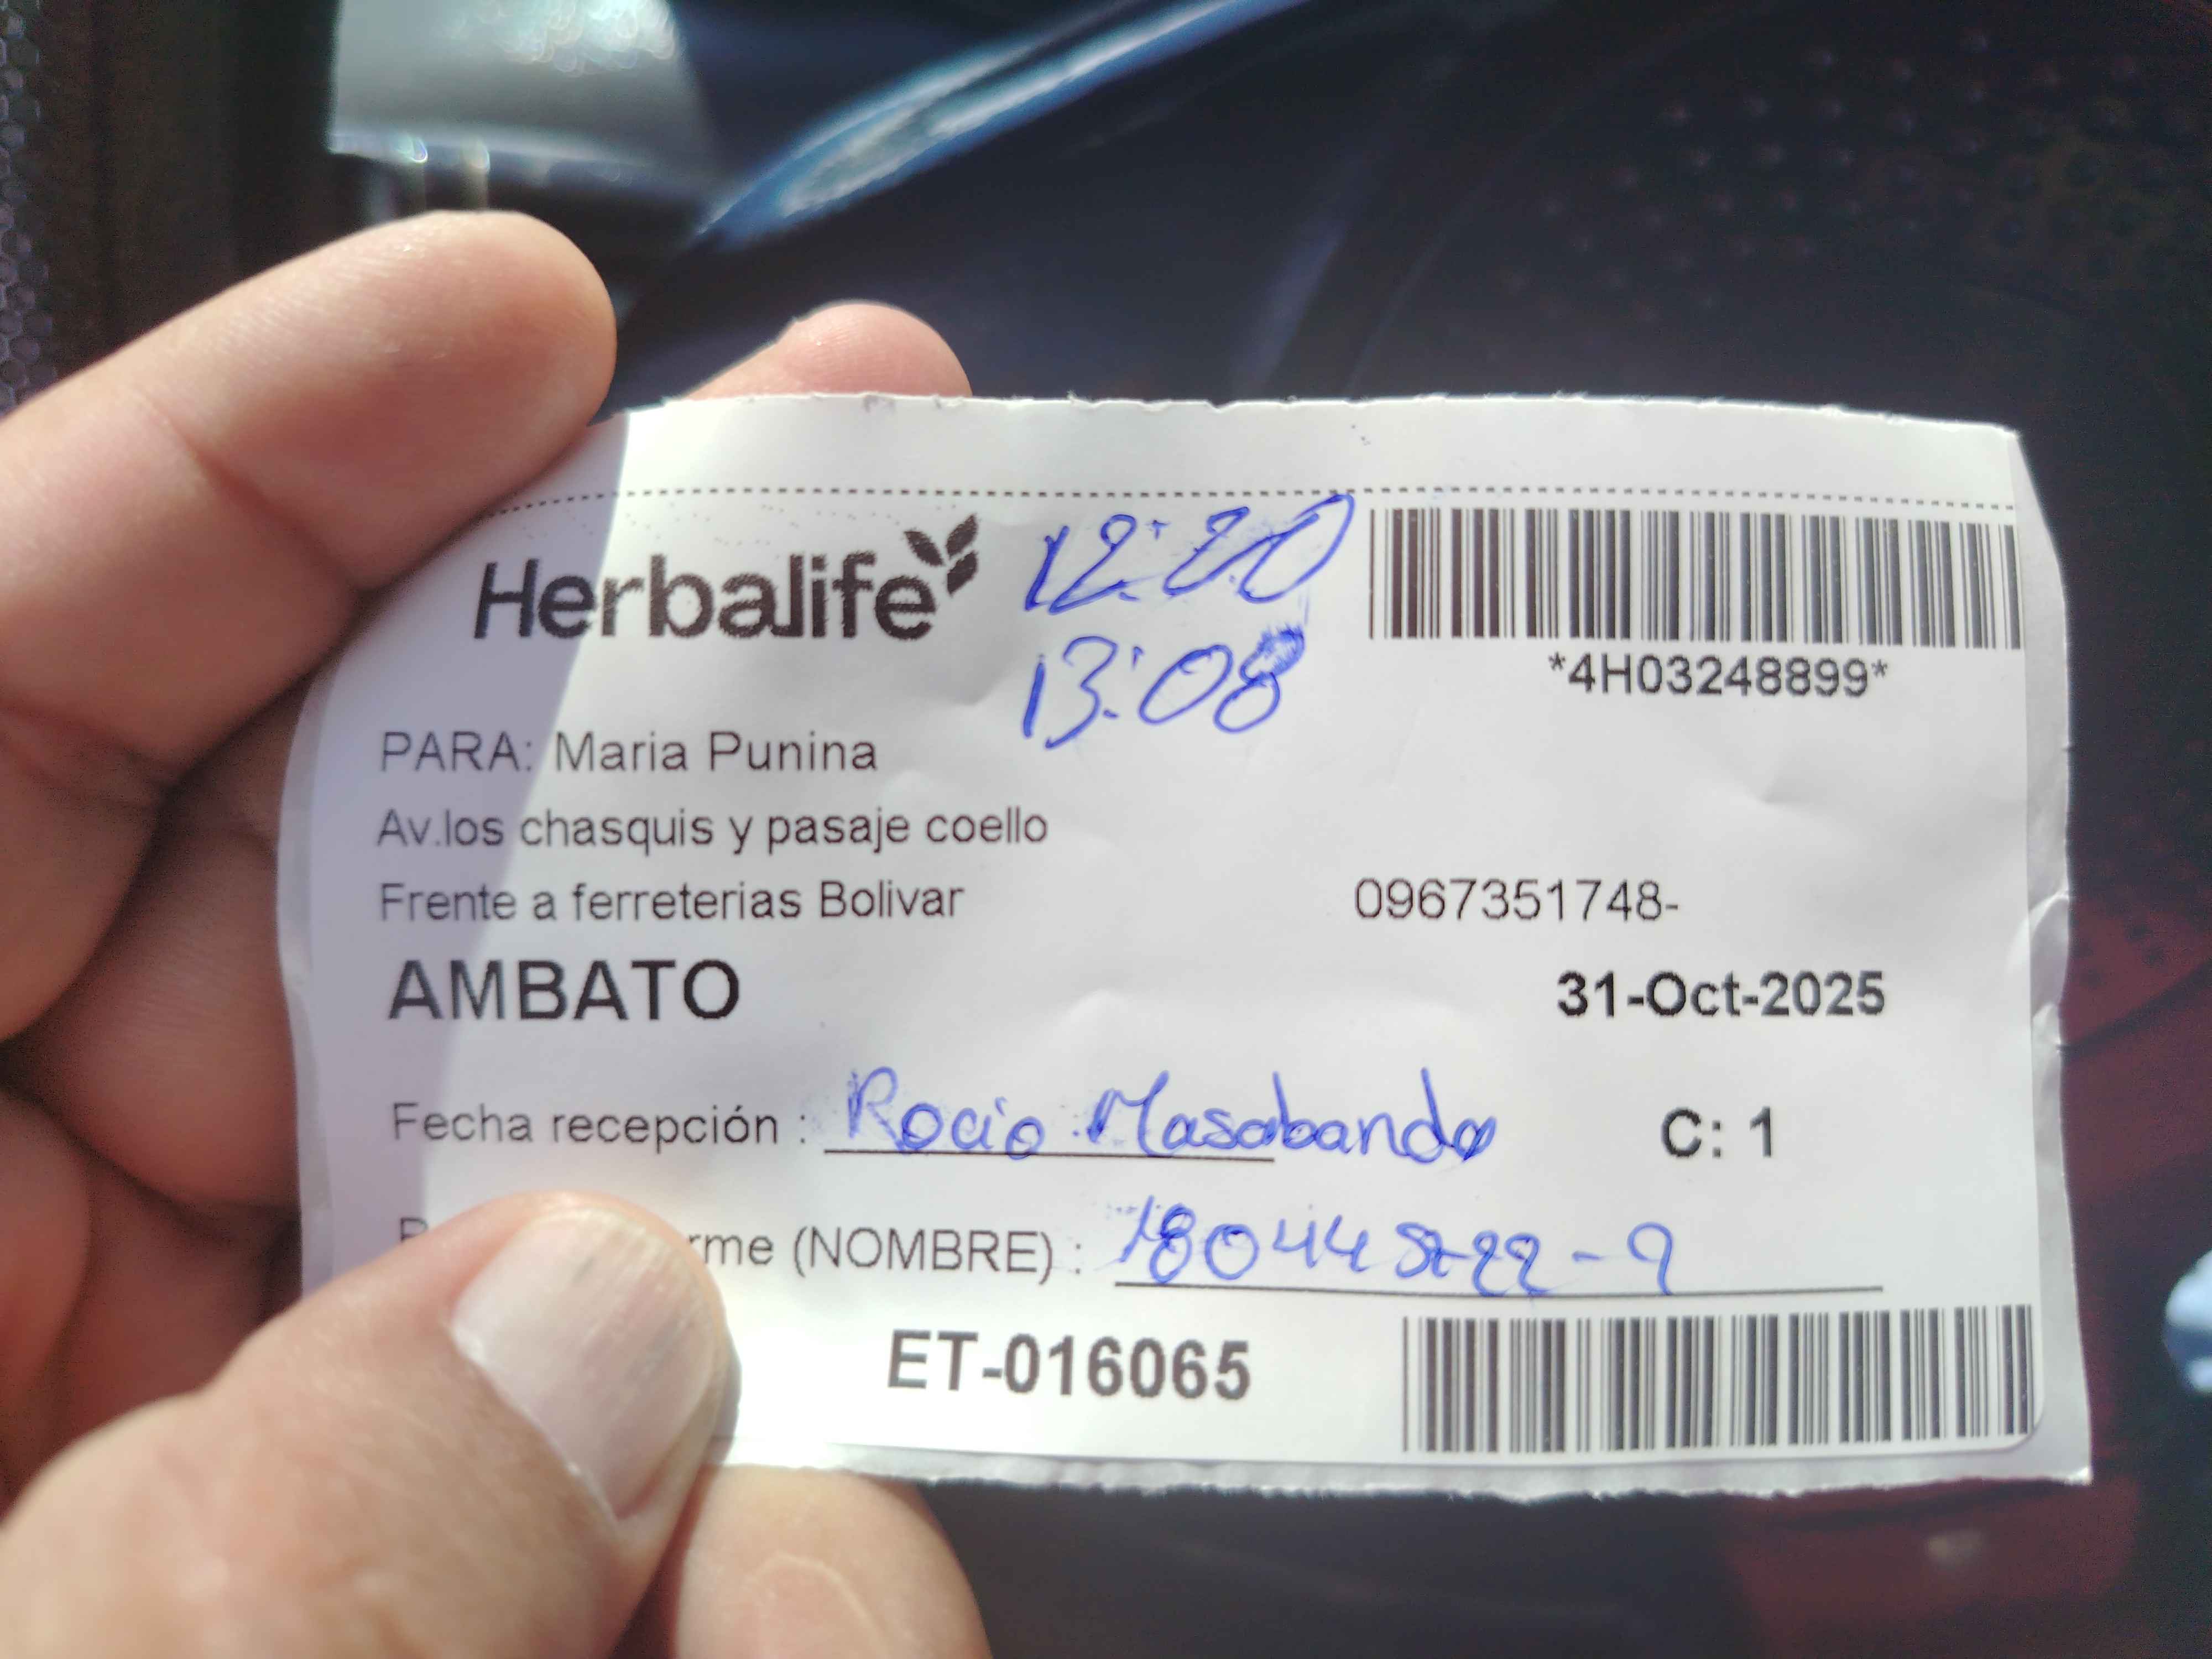 Herbalife
12:20
13:08
*4H03248899*
PARA: Maria Punina
Av.los chasquis y pasaje coello
Frente a ferreterias Bolivar 0967351748-
AMBATO 31-Oct-2025
Fecha recepción : Rocio Masabanda C: 1
rme (NOMBRE) :
ET-016065